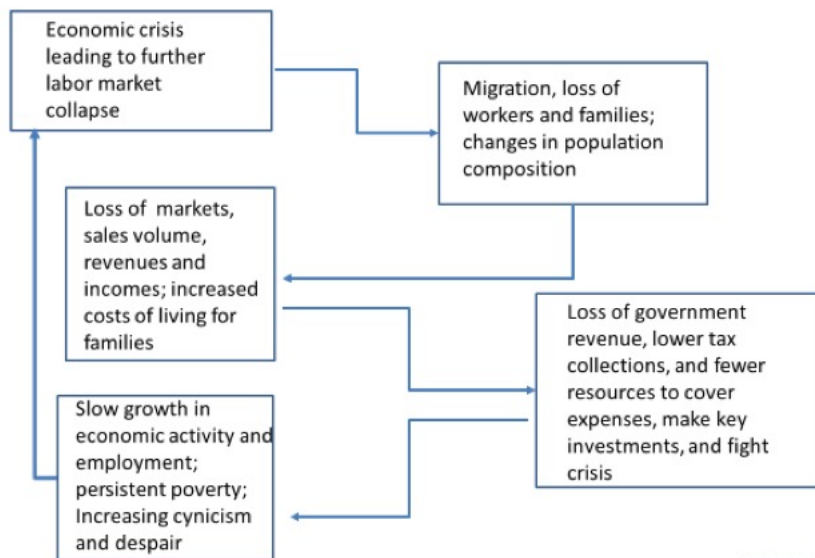 Economic crisis
leading to further
labor market
collapse
Migration, loss of
workers and families;
changes in population
composition
Loss of markets,
sales volume,
revenues and
incomes; increased
costs of living for
families
Loss of government
revenue, lower tax
collections, and fewer
resources to cover
expenses, make key
investments, and fight
crisis
Slow growth in
economic activity and
employment;
persistent poverty;
Increasing cynicism
and despair